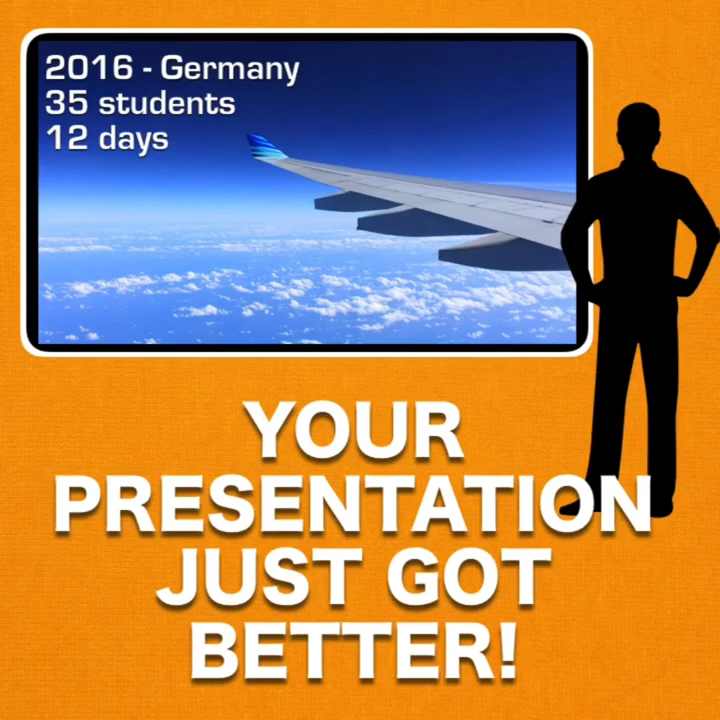 2016 - Germany
35 students
12 days
YOUR
PRESENTATION
JUST GOT
BETTER!